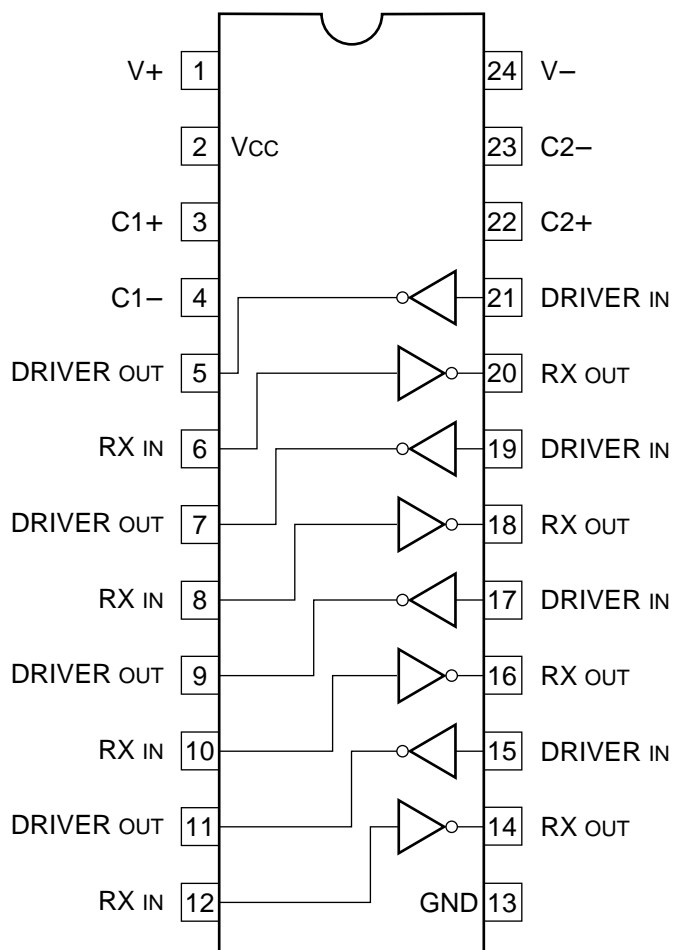 V+ 1 24 V−
2 VCC 23 C2−
C1+ 3 22 C2+
C1− 4 21 DRIVER IN
DRIVER OUT 5 20 RX OUT
RX IN 6 19 DRIVER IN
DRIVER OUT 7 18 RX OUT
RX IN 8 17 DRIVER IN
DRIVER OUT 9 16 RX OUT
RX IN 10 15 DRIVER IN
DRIVER OUT 11 14 RX OUT
RX IN 12 GND 13